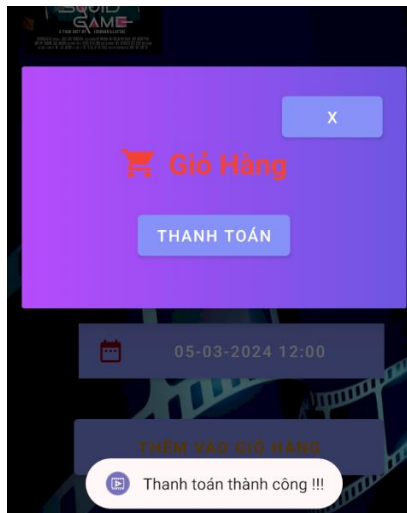 SQUID
GAME
X
Giỏ Hàng
THANH TOÁN
05-03-2024 12:00
THÊM VÀO GIỎ HÀNG
Thanh toán thành công !!!